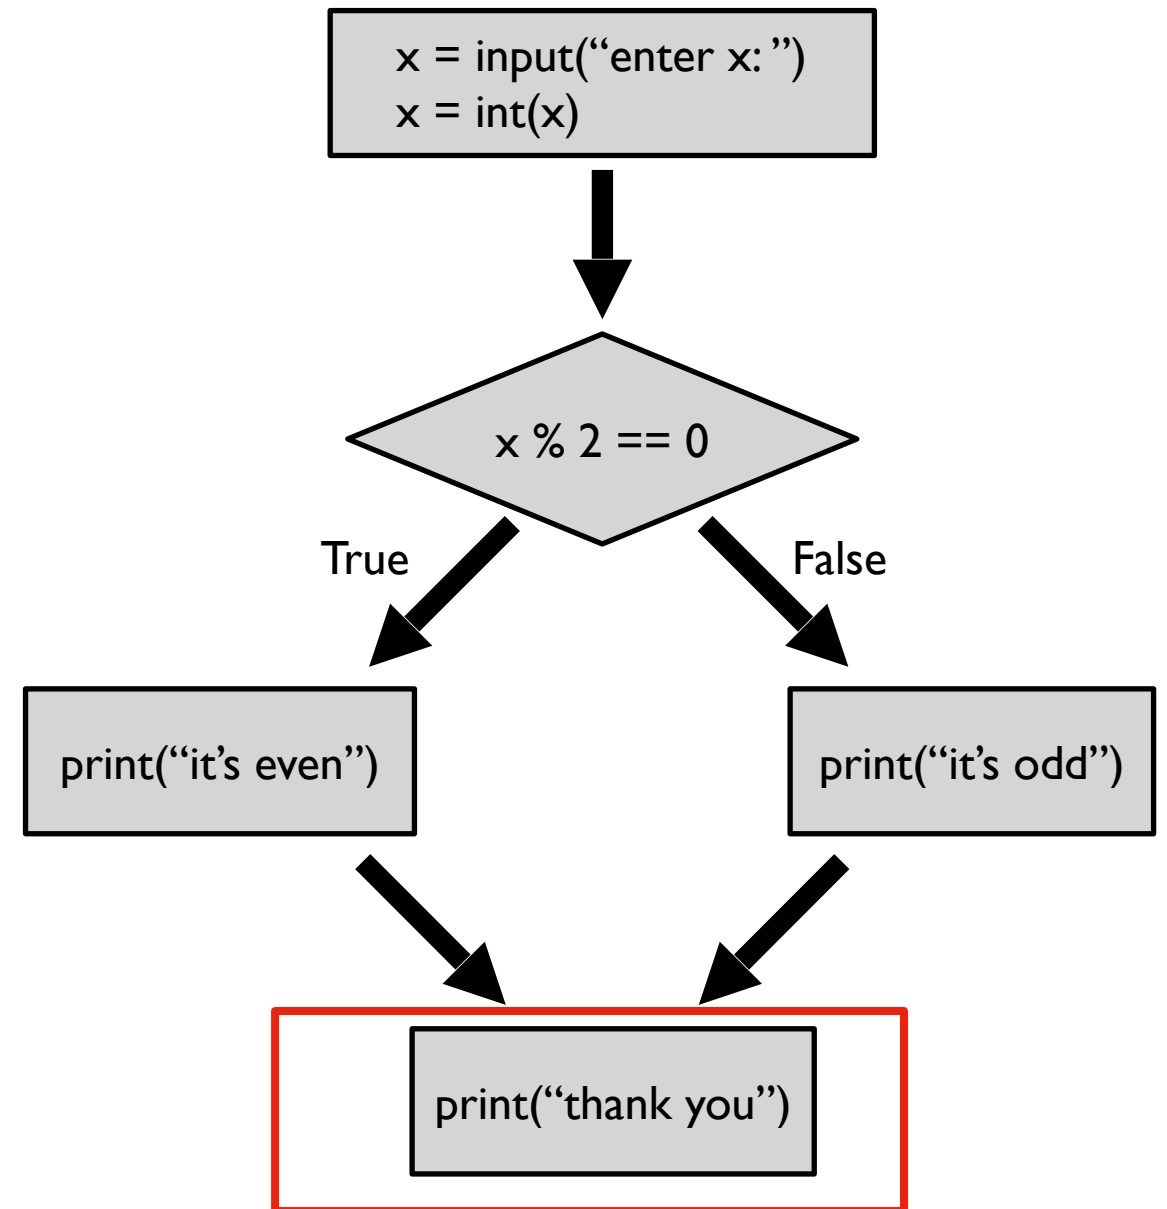 x = input(“enter x: ”)
x = int(x)
x % 2 == 0
True
False
print(“it’s even”)
print(“it’s odd”)
print(“thank you”)